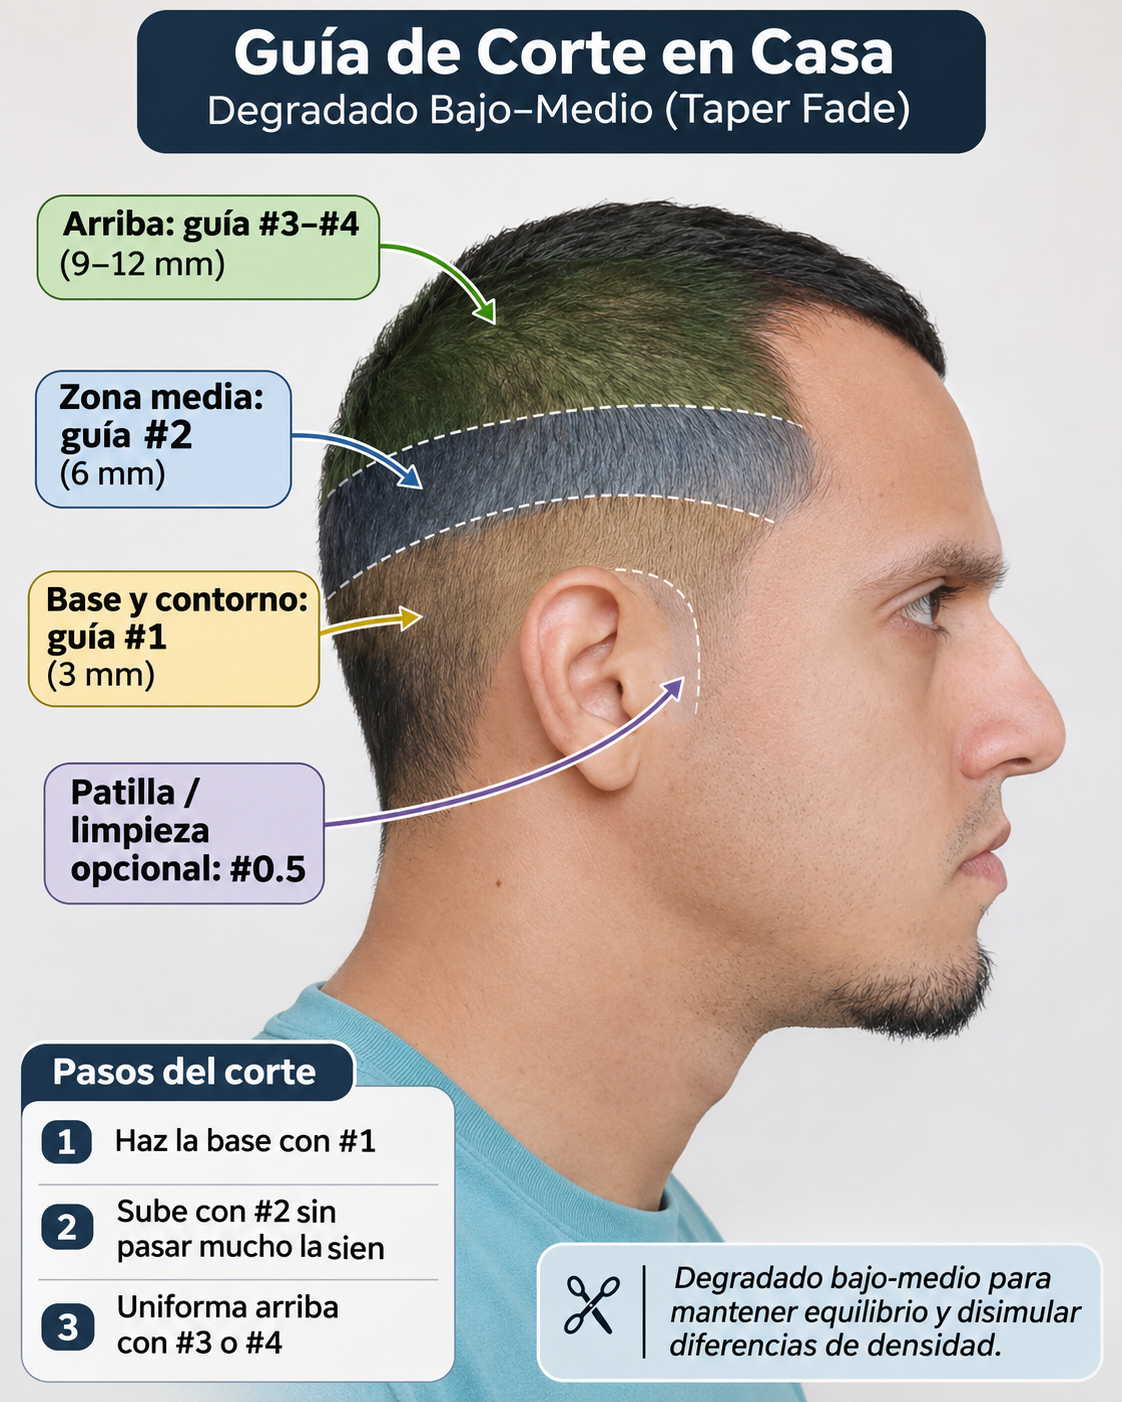 Guía de Corte en Casa
Degradado Bajo–Medio (Taper Fade)
Arriba: guía #3–#4
(9–12 mm)
Zona media:
guía #2
(6 mm)
Base y contorno:
guía #1
(3 mm)
Patilla /
limpieza
opcional: #0.5
Pasos del corte
1 Haz la base con #1
2 Sube con #2 sin
pasar mucho la sien
3 Uniforma arriba
con #3 o #4
Degradado bajo-medio para
mantener equilibrio y disimular
diferencias de densidad.